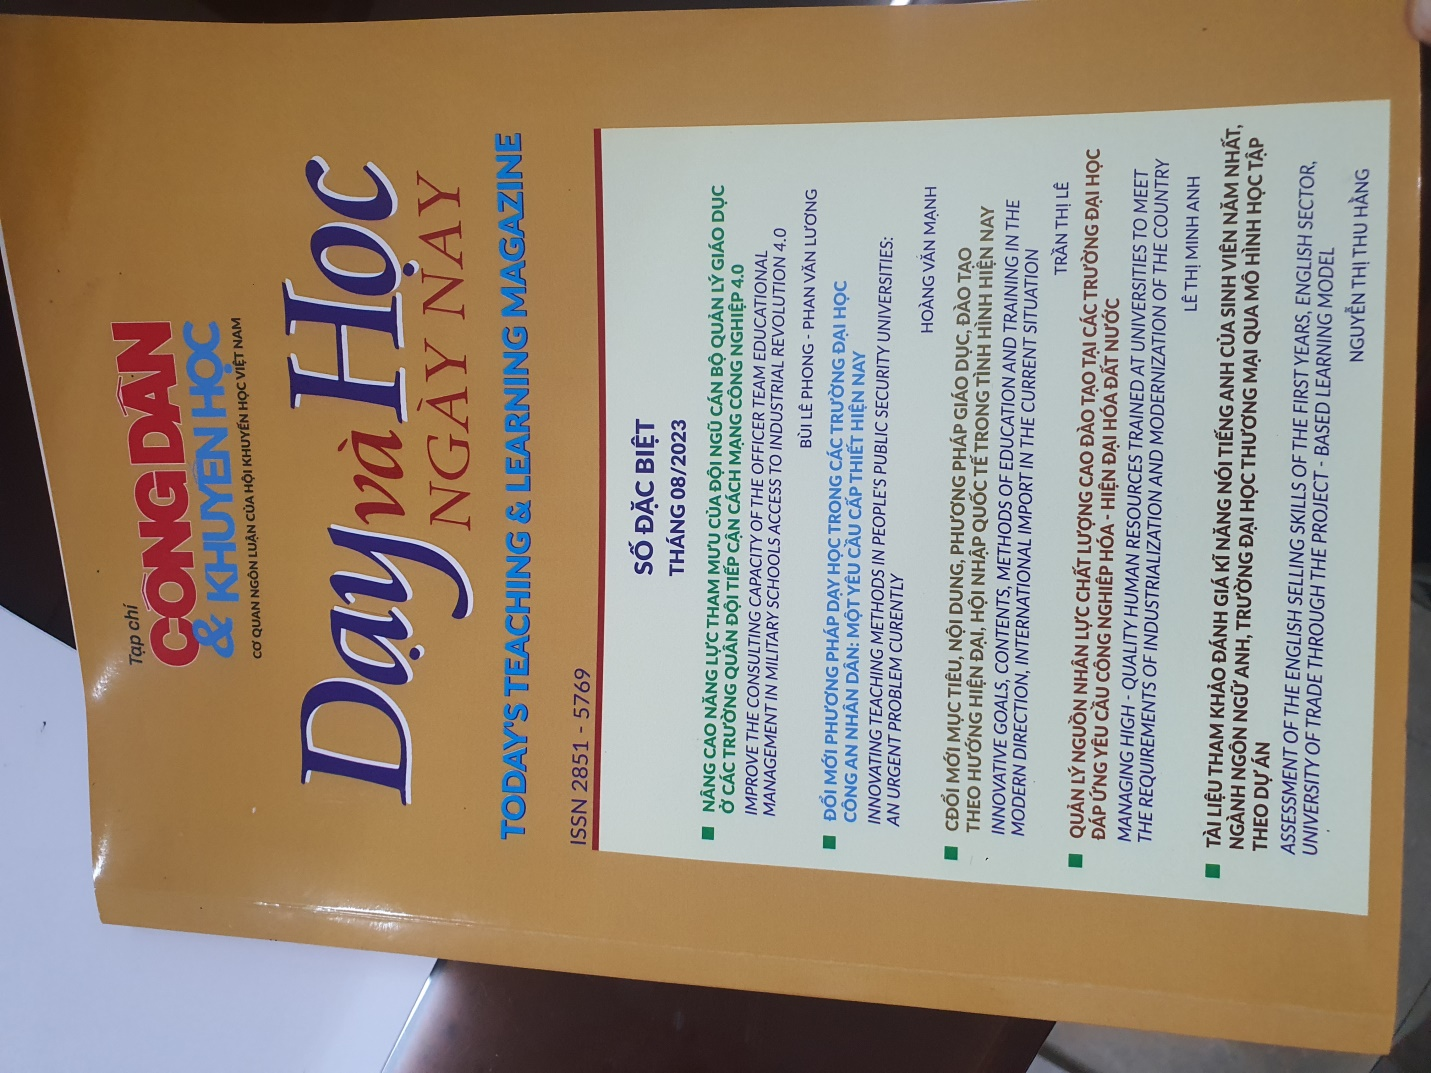 Tạp chí
CÔNG DÂN
& KHUYẾN HỌC
CƠ QUAN NGÔN LUẬN CỦA HỘI KHUYẾN HỌC VIỆT NAM
Dạy và Học
NGÀY NAY
TODAY'S TEACHING & LEARNING MAGAZINE
ISSN 2851 - 5769
SỐ ĐẶC BIỆT
THÁNG 08/2023
NÂNG CAO NĂNG LỰC THAM MƯU CỦA ĐỘI NGŨ CÁN BỘ QUẢN LÝ GIÁO DỤC
Ở CÁC TRƯỜNG QUÂN ĐỘI TIẾP CẬN CÁCH MẠNG CÔNG NGHIỆP 4.0
IMPROVE THE CONSULTING CAPACITY OF THE OFFICER TEAM EDUCATIONAL
MANAGEMENT IN MILITARY SCHOOLS ACCESS TO INDUSTRIAL REVOLUTION 4.0
BÙI LÊ PHONG - PHAN VĂN LƯƠNG
ĐỔI MỚI PHƯƠNG PHÁP DẠY HỌC TRONG CÁC TRƯỜNG ĐẠI HỌC
CÔNG AN NHÂN DÂN: MỘT YÊU CẦU CẤP THIẾT HIỆN NAY
INNOVATING TEACHING METHODS IN PEOPLE'S PUBLIC SECURITY UNIVERSITIES:
AN URGENT PROBLEM CURENTLY
HOÀNG VĂN MẠNH
CĐỔI MỚI MỤC TIÊU, NỘI DUNG, PHƯƠNG PHÁP GIÁO DỤC, ĐÀO TẠO
THEO HƯỚNG HIỆN ĐẠI, HỘI NHẬP QUỐC TẾ TRONG TÌNH HÌNH HIỆN NAY
INNOVATIVE GOALS, CONTENTS, METHODS OF EDUCATION AND TRAINING IN THE
MODERN DIRECTION, INTERNATIONAL IMPORT IN THE CURRENT SITUATION
TRẦN THỊ LÊ
QUẢN LÝ NGUỒN NHÂN LỰC CHẤT LƯỢNG CAO ĐÀO TẠO TẠI CÁC TRƯỜNG ĐẠI HỌC
ĐÁP ỨNG YÊU CẦU CÔNG NGHIỆP HÓA - HIỆN ĐẠI HÓA ĐẤT NƯỚC
MANAGING HIGH - QUALITY HUMAN RESOURCES TRAINED AT UNIVERSITIES TO MEET
THE REQUIREMENTS OF INDUSTRIALIZATION AND MODERNIZATION OF THE COUNTRY
LÊ THỊ MINH ANH
TÀI LIỆU THAM KHẢO ĐÁNH GIÁ KĨ NĂNG NÓI TIẾNG ANH CỦA SINH VIÊN NĂM NHẤT,
NGÀNH NGÔN NGỮ ANH, TRƯỜNG ĐẠI HỌC THƯƠNG MẠI QUA MÔ HÌNH HỌC TẬP
THEO DỰ ÁN
ASSESSMENT OF THE ENGLISH SELLING SKILLS OF THE FIRST YEARS, ENGLISH SECTOR,
UNIVERSITY OF TRADE THROUGH THE PROJECT - BASED LEARNING MODEL
NGUYỄN THỊ THU HẰNG